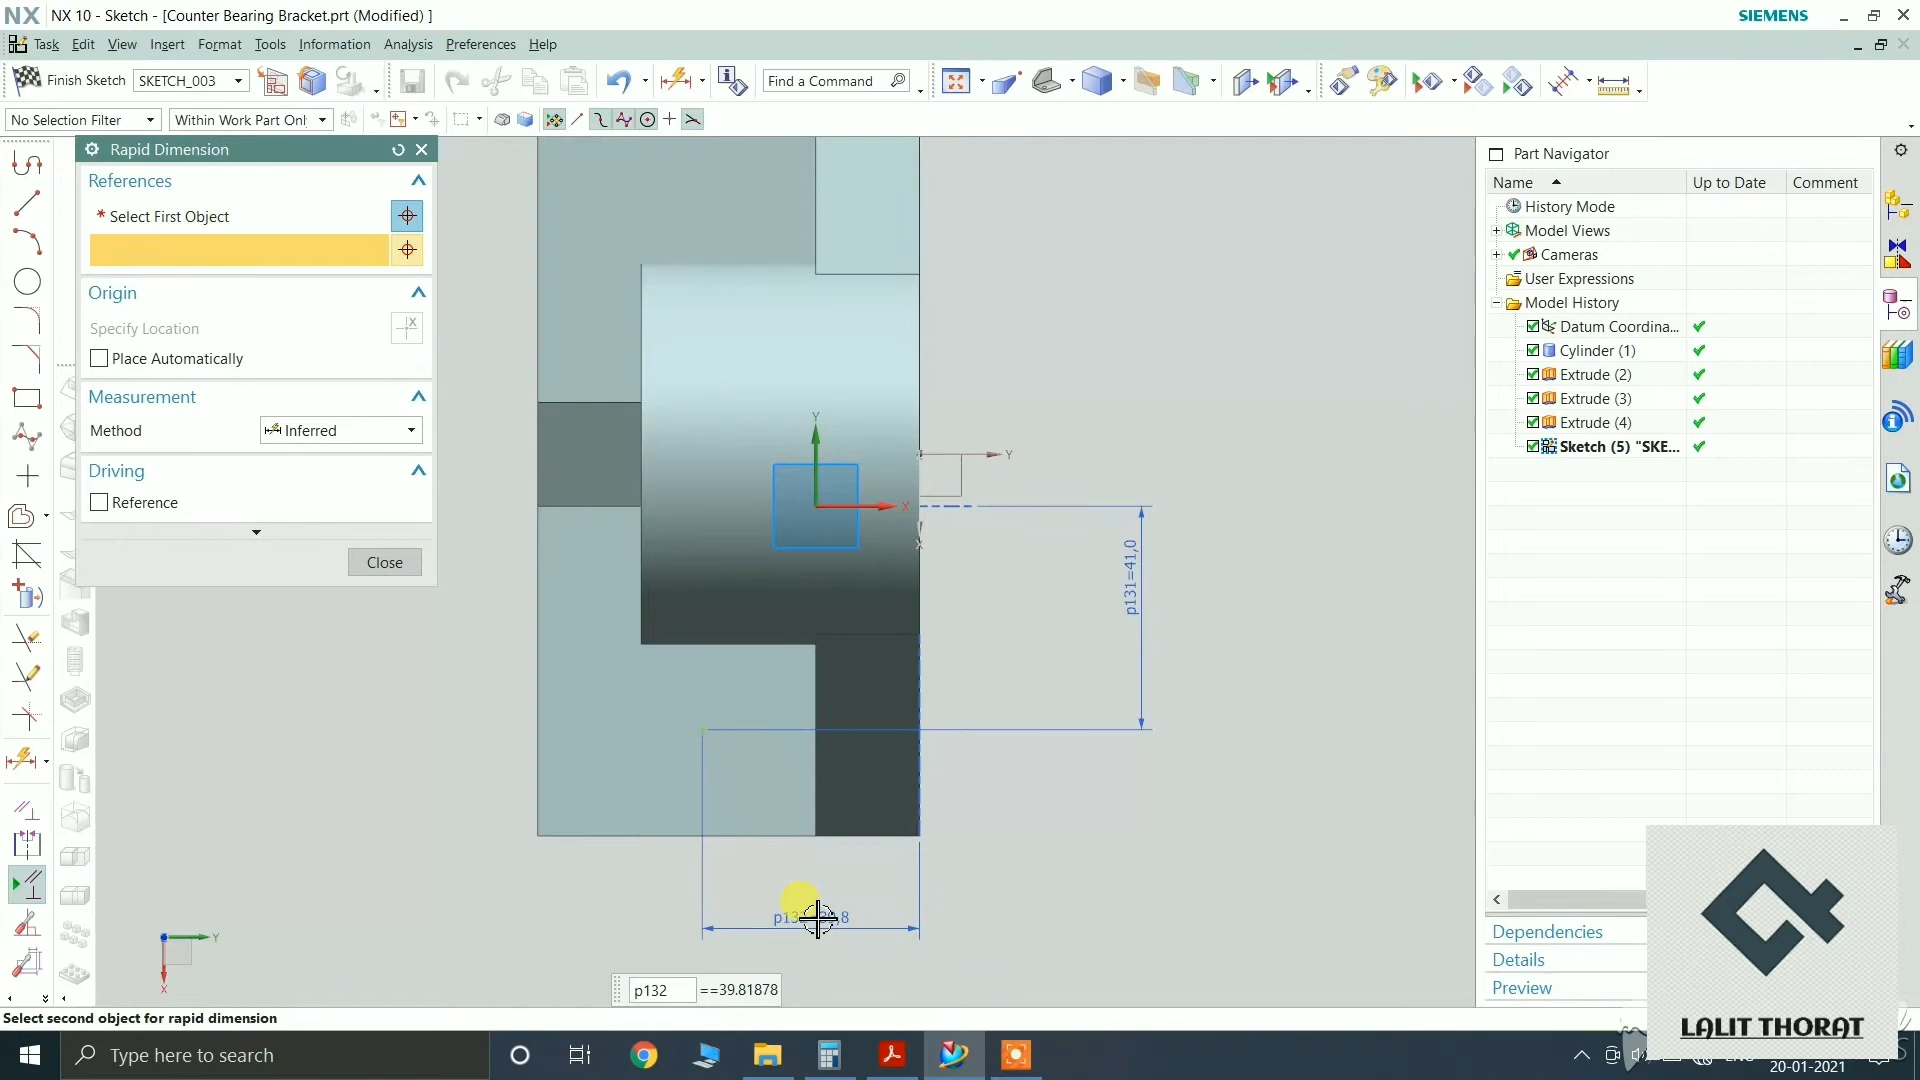 NX NX 10 - Sketch - [Counter Bearing Bracket.prt (Modified) ]
SIEMENS
Task Edit View Insert Format Tools Information Analysis Preferences Help
Finish Sketch SKETCH_003
Find a Command
No Selection Filter Within Work Part Onl
Rapid Dimension
References
* Select First Object
Origin
Specify Location
Place Automatically
Measurement
Method Inferred
Driving
Reference
Close
Y
X
Y
X
p131=41,0
Y
X
p132 ==39.81878
Part Navigator
Name Up to Date Comment
History Mode
Model Views
Cameras
User Expressions
Model History
Datum Coordina...
Cylinder (1)
Extrude (2)
Extrude (3)
Extrude (4)
Sketch (5) "SKE...
Dependencies
Details
Preview
LALIT THORAT
Select second object for rapid dimension
Type here to search
20-01-2021